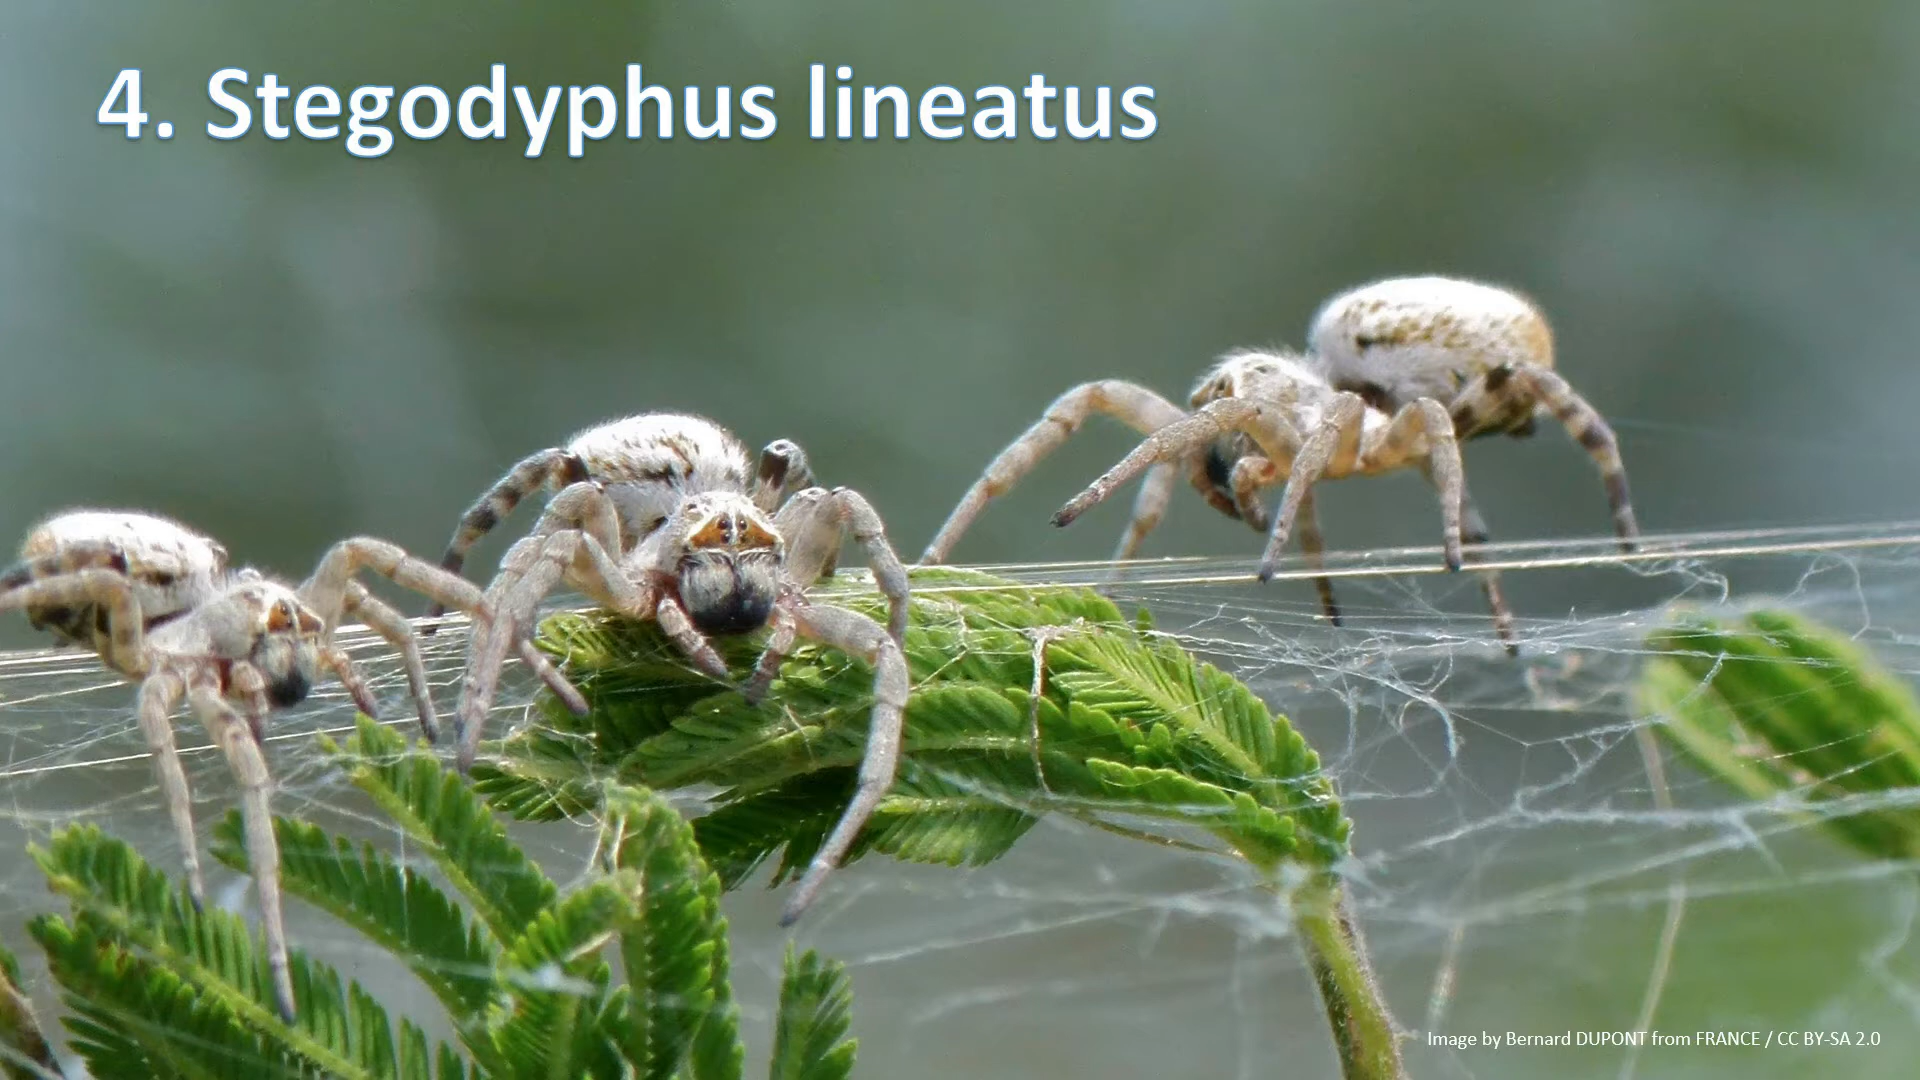 4. Stegodyphus lineatus
Image by Bernard DUPONT from FRANCE / CC BY-SA 2.0